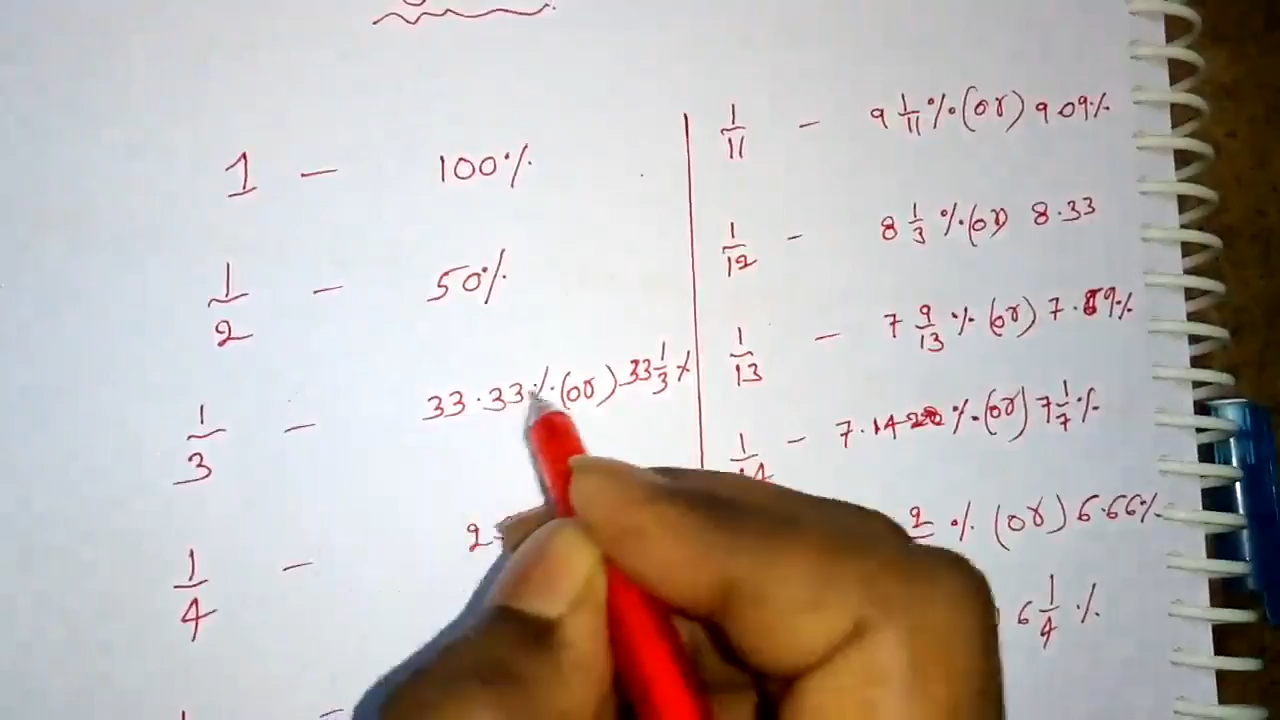 1 — 100%
1/2 — 50%
1/3 — 33.33% (or) 33 1/3 %
1/4 —
1/11 — 9 1/11 % (or) 9 09%
1/12 — 8 1/3 % (or) 8.33
1/13 — 7 9/13 % (or) 7.69%
1/14 — 7.1428% (or) 7 1/7 %
% (or) 6.66%
6 1/4 %